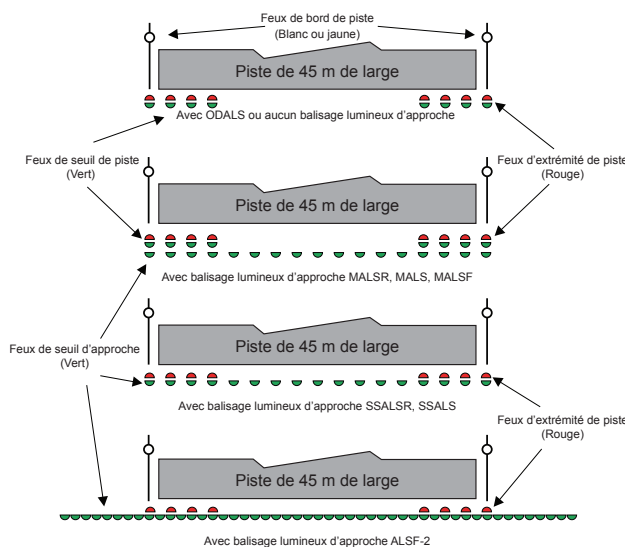 Feux de bord de piste
(Blanc ou jaune)
Piste de 45 m de large
Avec ODALS ou aucun balisage lumineux d'approche
Feux de seuil de piste
(Vert)
Feux d'extrémité de piste
(Rouge)
Piste de 45 m de large
Avec balisage lumineux d'approche MALSR, MALS, MALSF
Feux de seuil d'approche
(Vert)
Piste de 45 m de large
Avec balisage lumineux d'approche SSALSR, SSALS
Feux d'extrémité de piste
(Rouge)
Piste de 45 m de large
Avec balisage lumineux d'approche ALSF-2